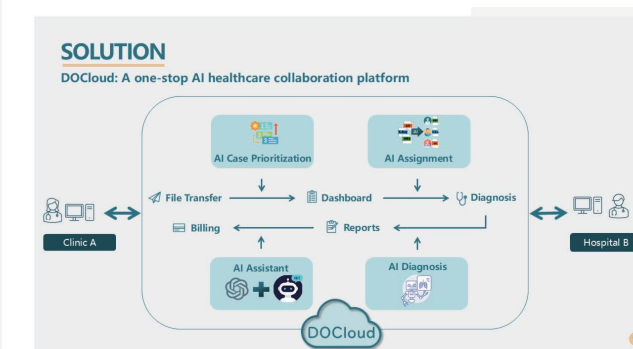 SOLUTION
DOCloud: A one-stop AI healthcare collaboration platform
AI Case Prioritization
AI Assignment
File Transfer
Dashboard
Diagnosis
Billing
Reports
Clinic A
Hospital B
AI Assistant
AI Diagnosis
DOCloud